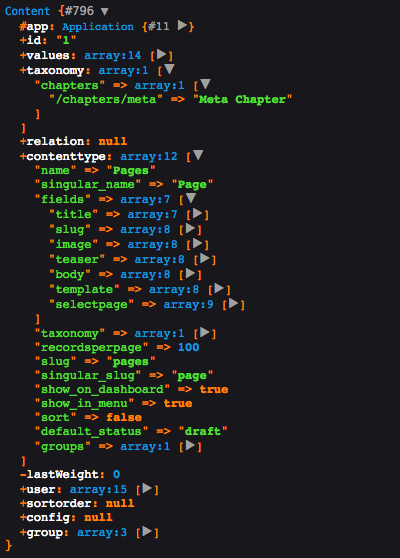 Content {#796 ▼
  #app: Application {#11 ▶}
  +id: "1"
  +values: array:14 [▶]
  +taxonomy: array:1 [▼
    "chapters" => array:1 [▼
      "/chapters/meta" => "Meta Chapter"
    ]
  ]
  +relation: null
  +contenttype: array:12 [▼
    "name" => "Pages"
    "singular_name" => "Page"
    "fields" => array:7 [▼
      "title" => array:7 [▶]
      "slug" => array:8 [▶]
      "image" => array:8 [▶]
      "teaser" => array:8 [▶]
      "body" => array:8 [▶]
      "template" => array:8 [▶]
      "selectpage" => array:9 [▶]
    ]
    "taxonomy" => array:1 [▶]
    "recordsperpage" => 100
    "slug" => "pages"
    "singular_slug" => "page"
    "show_on_dashboard" => true
    "show_in_menu" => true
    "sort" => false
    "default_status" => "draft"
    "groups" => array:1 [▶]
  ]
  -lastWeight: 0
  +user: array:15 [▶]
  +sortorder: null
  +config: null
  +group: array:3 [▶]
}